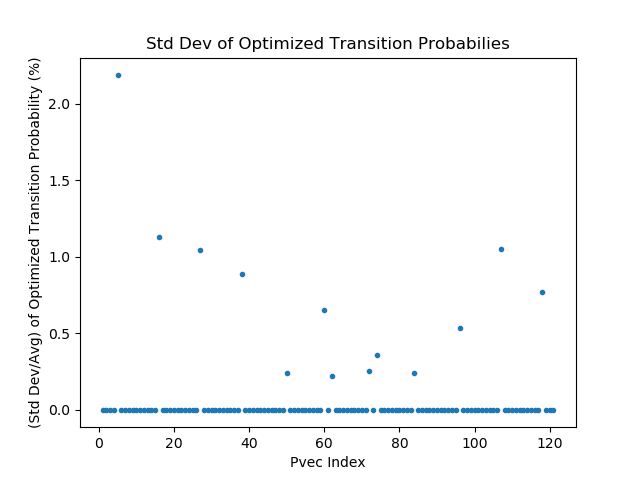 Std Dev of Optimized Transition Probabilies
(Std Dev/Avg) of Optimized Transition Probability (%)
2.0
1.5
1.0
0.5
0.0
0 20 40 60 80 100 120
Pvec Index